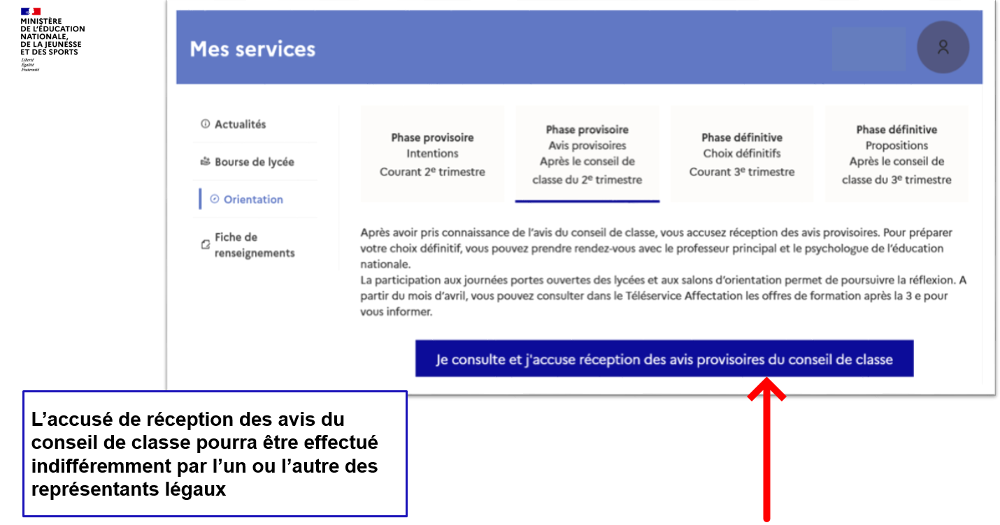 MINISTÈRE
DE L'ÉDUCATION
NATIONALE,
DE LA JEUNESSE
ET DES SPORTS
Liberté
Égalité
Fraternité
Mes services
Actualités
Bourse de lycée
Orientation
Fiche de
renseignements
Phase provisoire
Intentions
Courant 2e trimestre
Phase provisoire
Avis provisoires
Après le conseil de
classe du 2e trimestre
Phase définitive
Choix définitifs
Courant 3e trimestre
Phase définitive
Propositions
Après le conseil de
classe du 3e trimestre
Après avoir pris connaissance de l'avis du conseil de classe, vous accusez réception des avis provisoires. Pour préparer
votre choix définitif, vous pouvez prendre rendez-vous avec le professeur principal et le psychologue de l'éducation
nationale.
La participation aux journées portes ouvertes des lycées et aux salons d'orientation permet de poursuivre la réflexion. A
partir du mois d'avril, vous pouvez consulter dans le Téléservice Affectation les offres de formation après la 3 e pour
vous informer.
Je consulte et j'accuse réception des avis provisoires du conseil de classe
L’accusé de réception des avis du
conseil de classe pourra être effectué
indifféremment par l’un ou l’autre des
représentants légaux